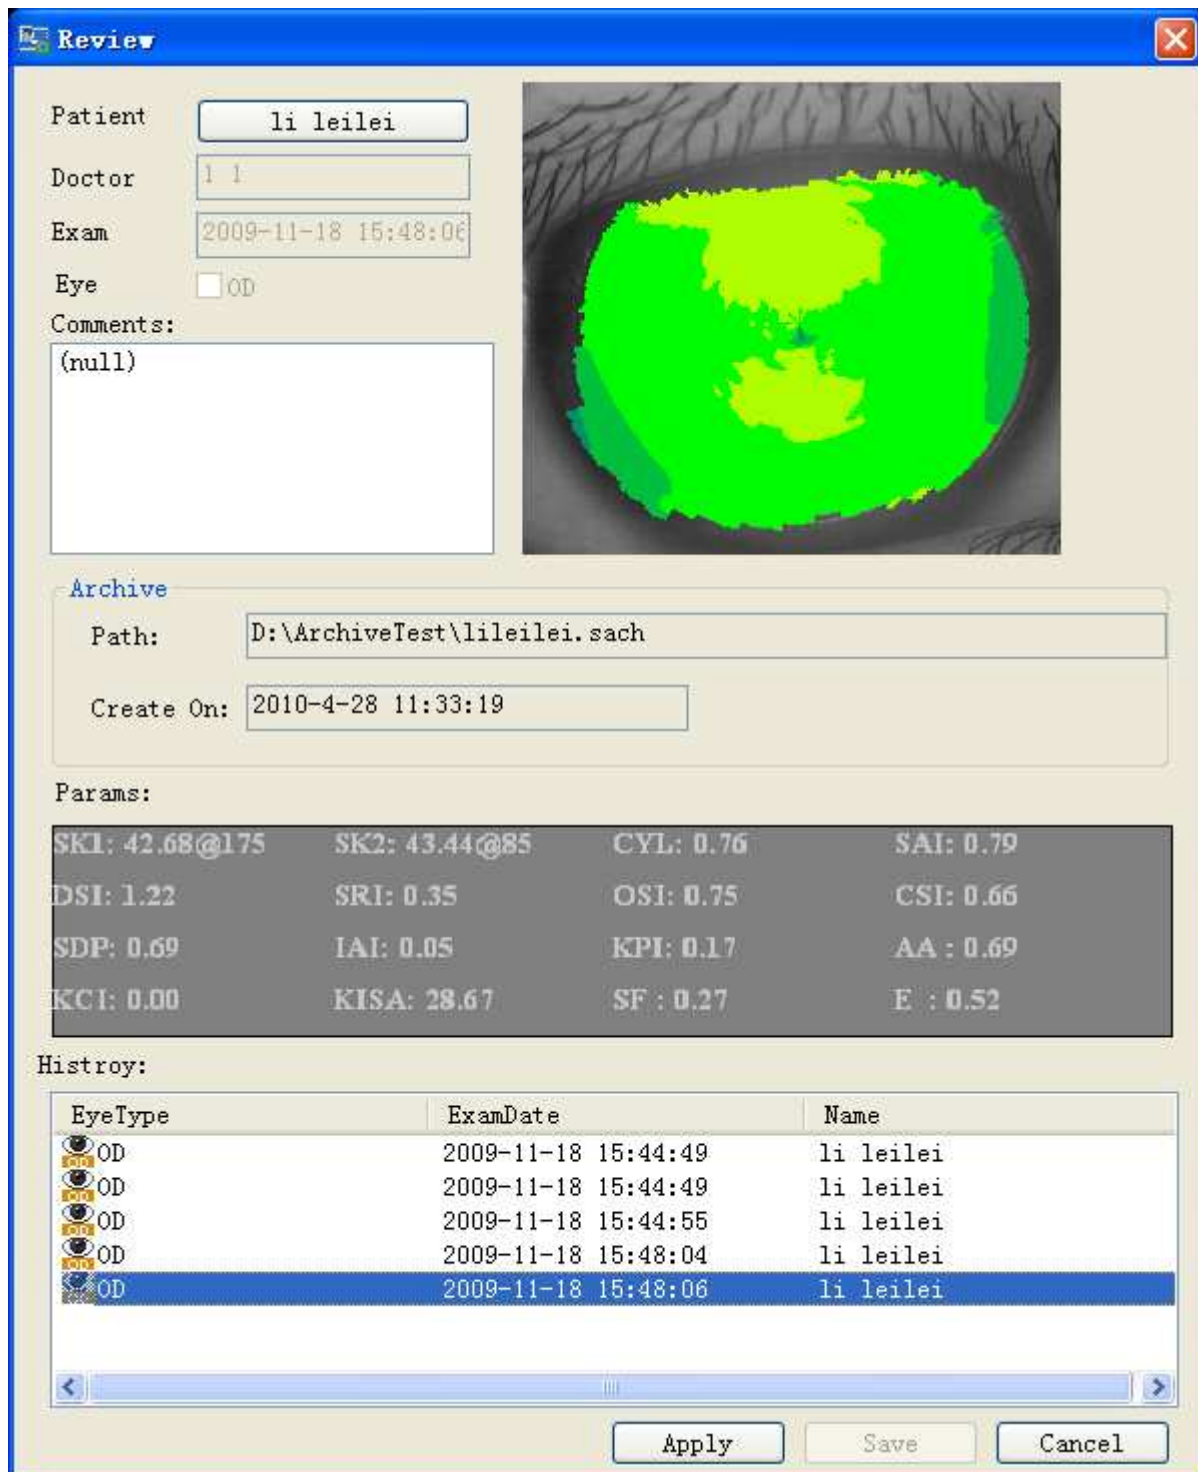 Review
Patient li leilei
Doctor 1 1
Exam 2009-11-18 15:48:06
Eye OD
Comments:
(null)
Archive
Path: D:\ArchiveTest\lileilei.sach
Create On: 2010-4-28 11:33:19
Params:
SK1: 42.68@175 SK2: 43.44@85 CYL: 0.76 SAI: 0.79
DSI: 1.22 SRI: 0.35 OSI: 0.75 CSI: 0.66
SDP: 0.69 IAI: 0.05 KPI: 0.17 AA : 0.69
KCI: 0.00 KISA: 28.67 SF : 0.27 E : 0.52
Histroy:
EyeType ExamDate Name
OD OD 2009-11-18 15:44:49 li leilei
OD OD 2009-11-18 15:44:49 li leilei
OD OD 2009-11-18 15:44:55 li leilei
OD OD 2009-11-18 15:48:04 li leilei
OD 2009-11-18 15:48:06 li leilei
Apply Save Cancel